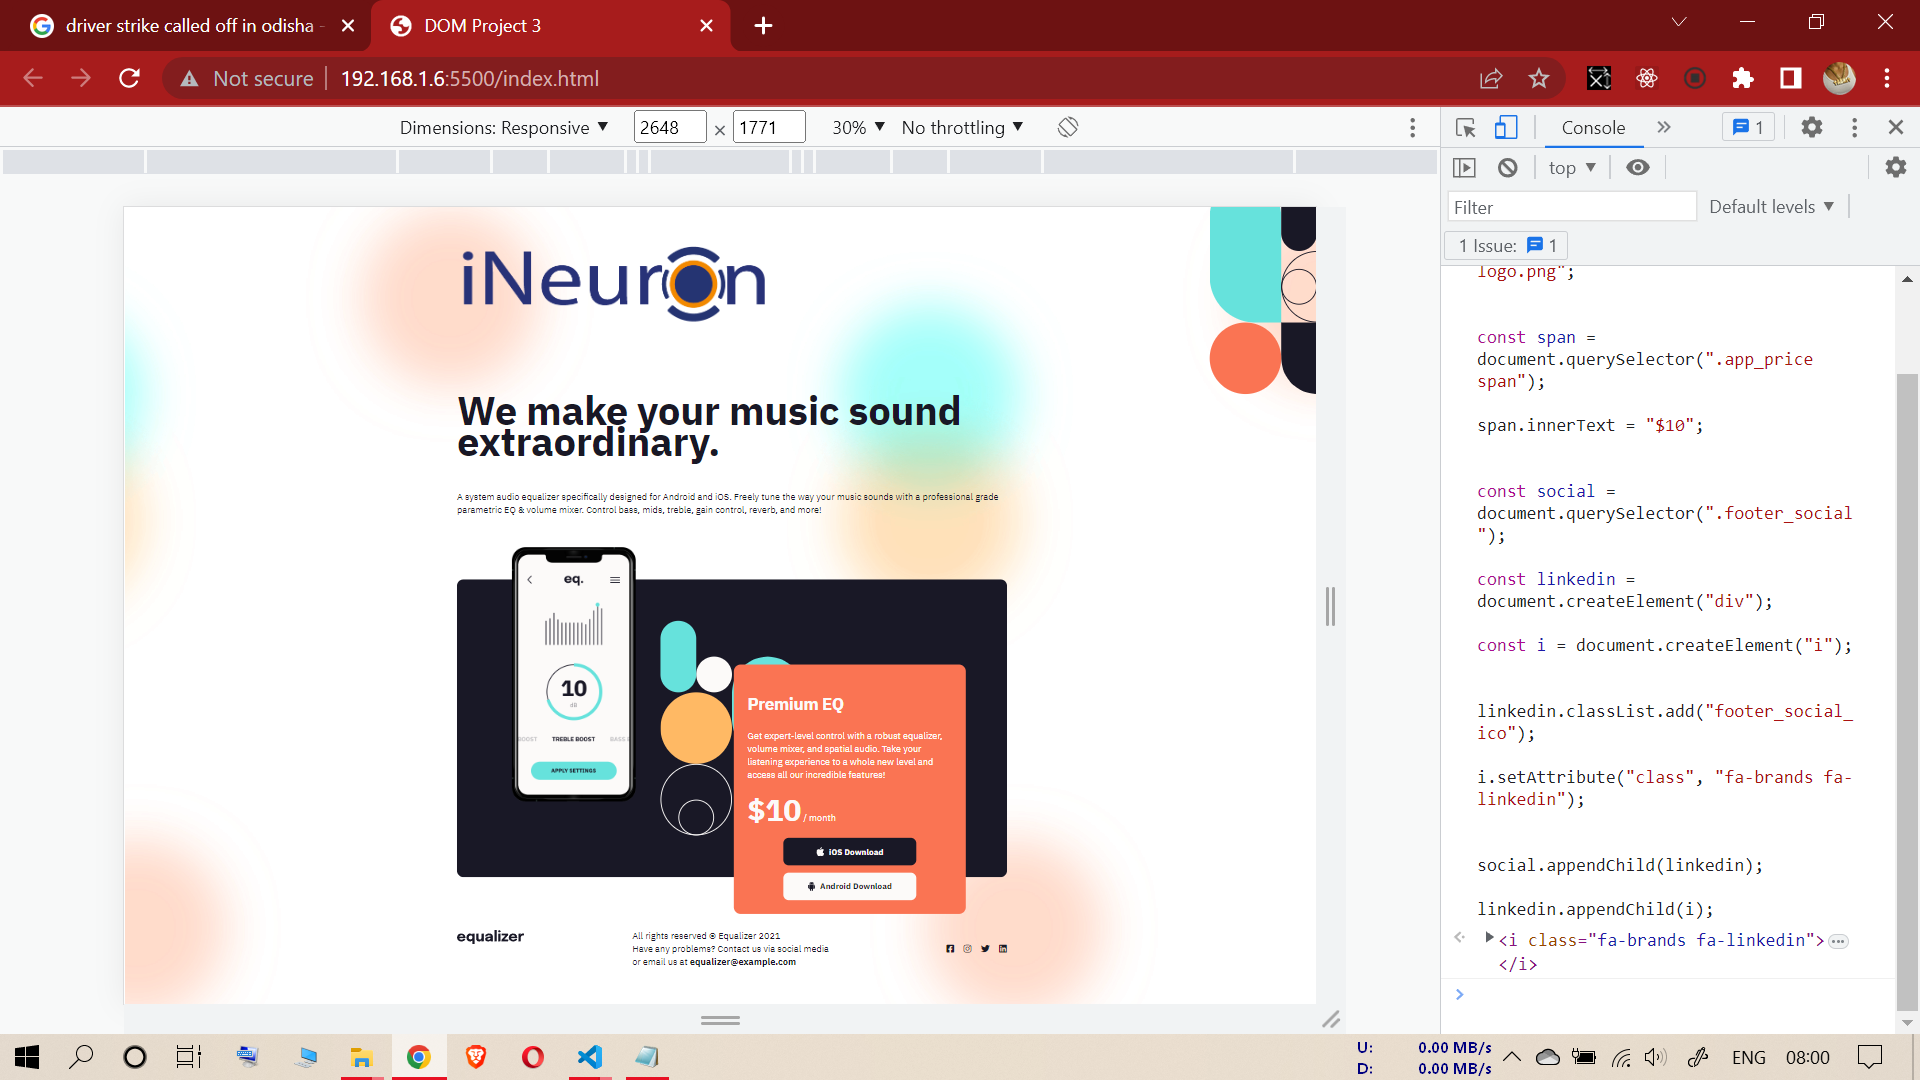 driver strike called off in odisha -
DOM Project 3
Not secure
192.168.1.6:5500/index.html
Dimensions: Responsive
2648 × 1771
30%
No throttling
Console
1
top
Filter
Default levels
1 Issue:
1
iNeuron
We make your music sound
extraordinary.
A system audio equalizer specifically designed for Android and iOS. Freely tune the way your music sounds with a professional grade
parametric EQ & volume mixer. Control bass, mids, treble, gain control, reverb, and more!
eq.
10
dB
BOOST
TREBLE BOOST
BASS
APPLY SETTINGS
Premium EQ
Get expert-level control with a robust equalizer,
volume mixer, and spatial audio. Take your
listening experience to a whole new level and
access all our incredible features!
$10 / month
iOS Download
Android Download
equalizer
All rights reserved © Equalizer 2021
Have any problems? Contact us via social media
or email us at equalizer@example.com
logo.png";
const span =
document.querySelector(".app_price
span");
span.innerText = "$10";
const social =
document.querySelector(".footer_social
");
const linkedin =
document.createElement("div");
const i = document.createElement("i");
linkedin.classList.add("footer_social_
ico");
i.setAttribute("class", "fa-brands fa-
linkedin");
social.appendChild(linkedin);
linkedin.appendChild(i);
<i class="fa-brands fa-linkedin">…
</i>
U: 0.00 MB/s
D: 0.00 MB/s
ENG
08:00